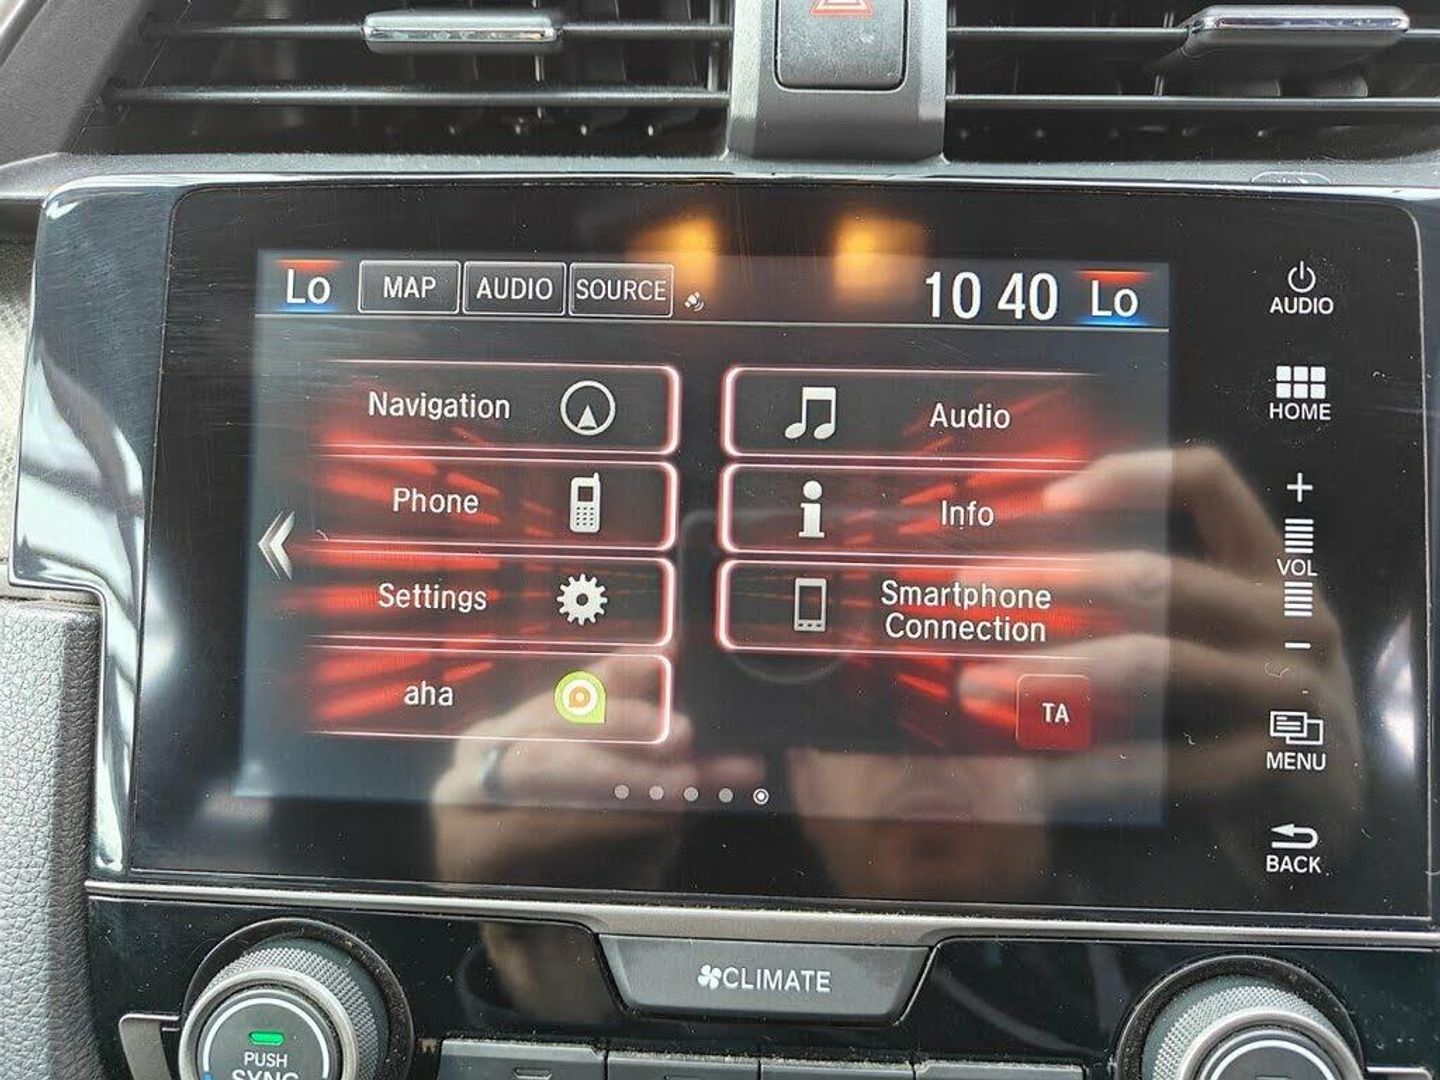 Lo MAP AUDIO SOURCE 10 40 Lo
AUDIO
Navigation
Audio
HOME
Phone
Info
VOL
Settings
Smartphone
Connection
aha
TA
MENU
BACK
CLIMATE
PUSH
SYNC